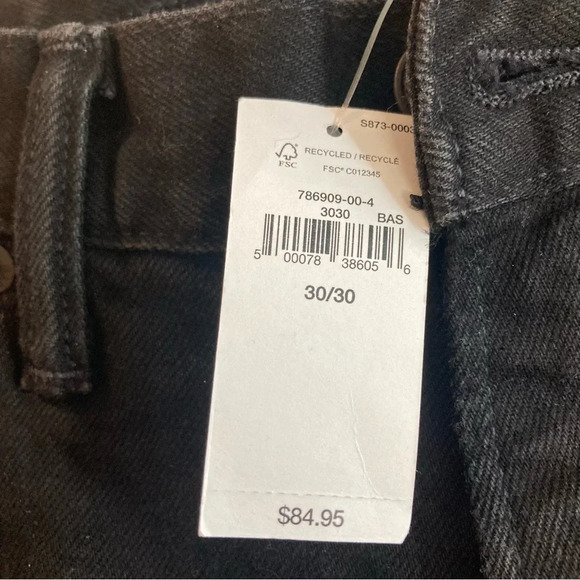 S873-0003
RECYCLED / RECYCLÉ
FSC
FSC® C012345
786909-00-4
3030 BAS
5 00078 38605 6
30/30
$84.95